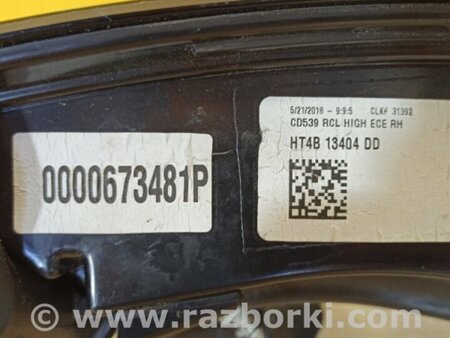 5/21/2018 - 9:9:5 CLK# 31392
CD539 RCL HIGH ECE RH
HT4B 13404 DD
0000673481P
www.razborki.com